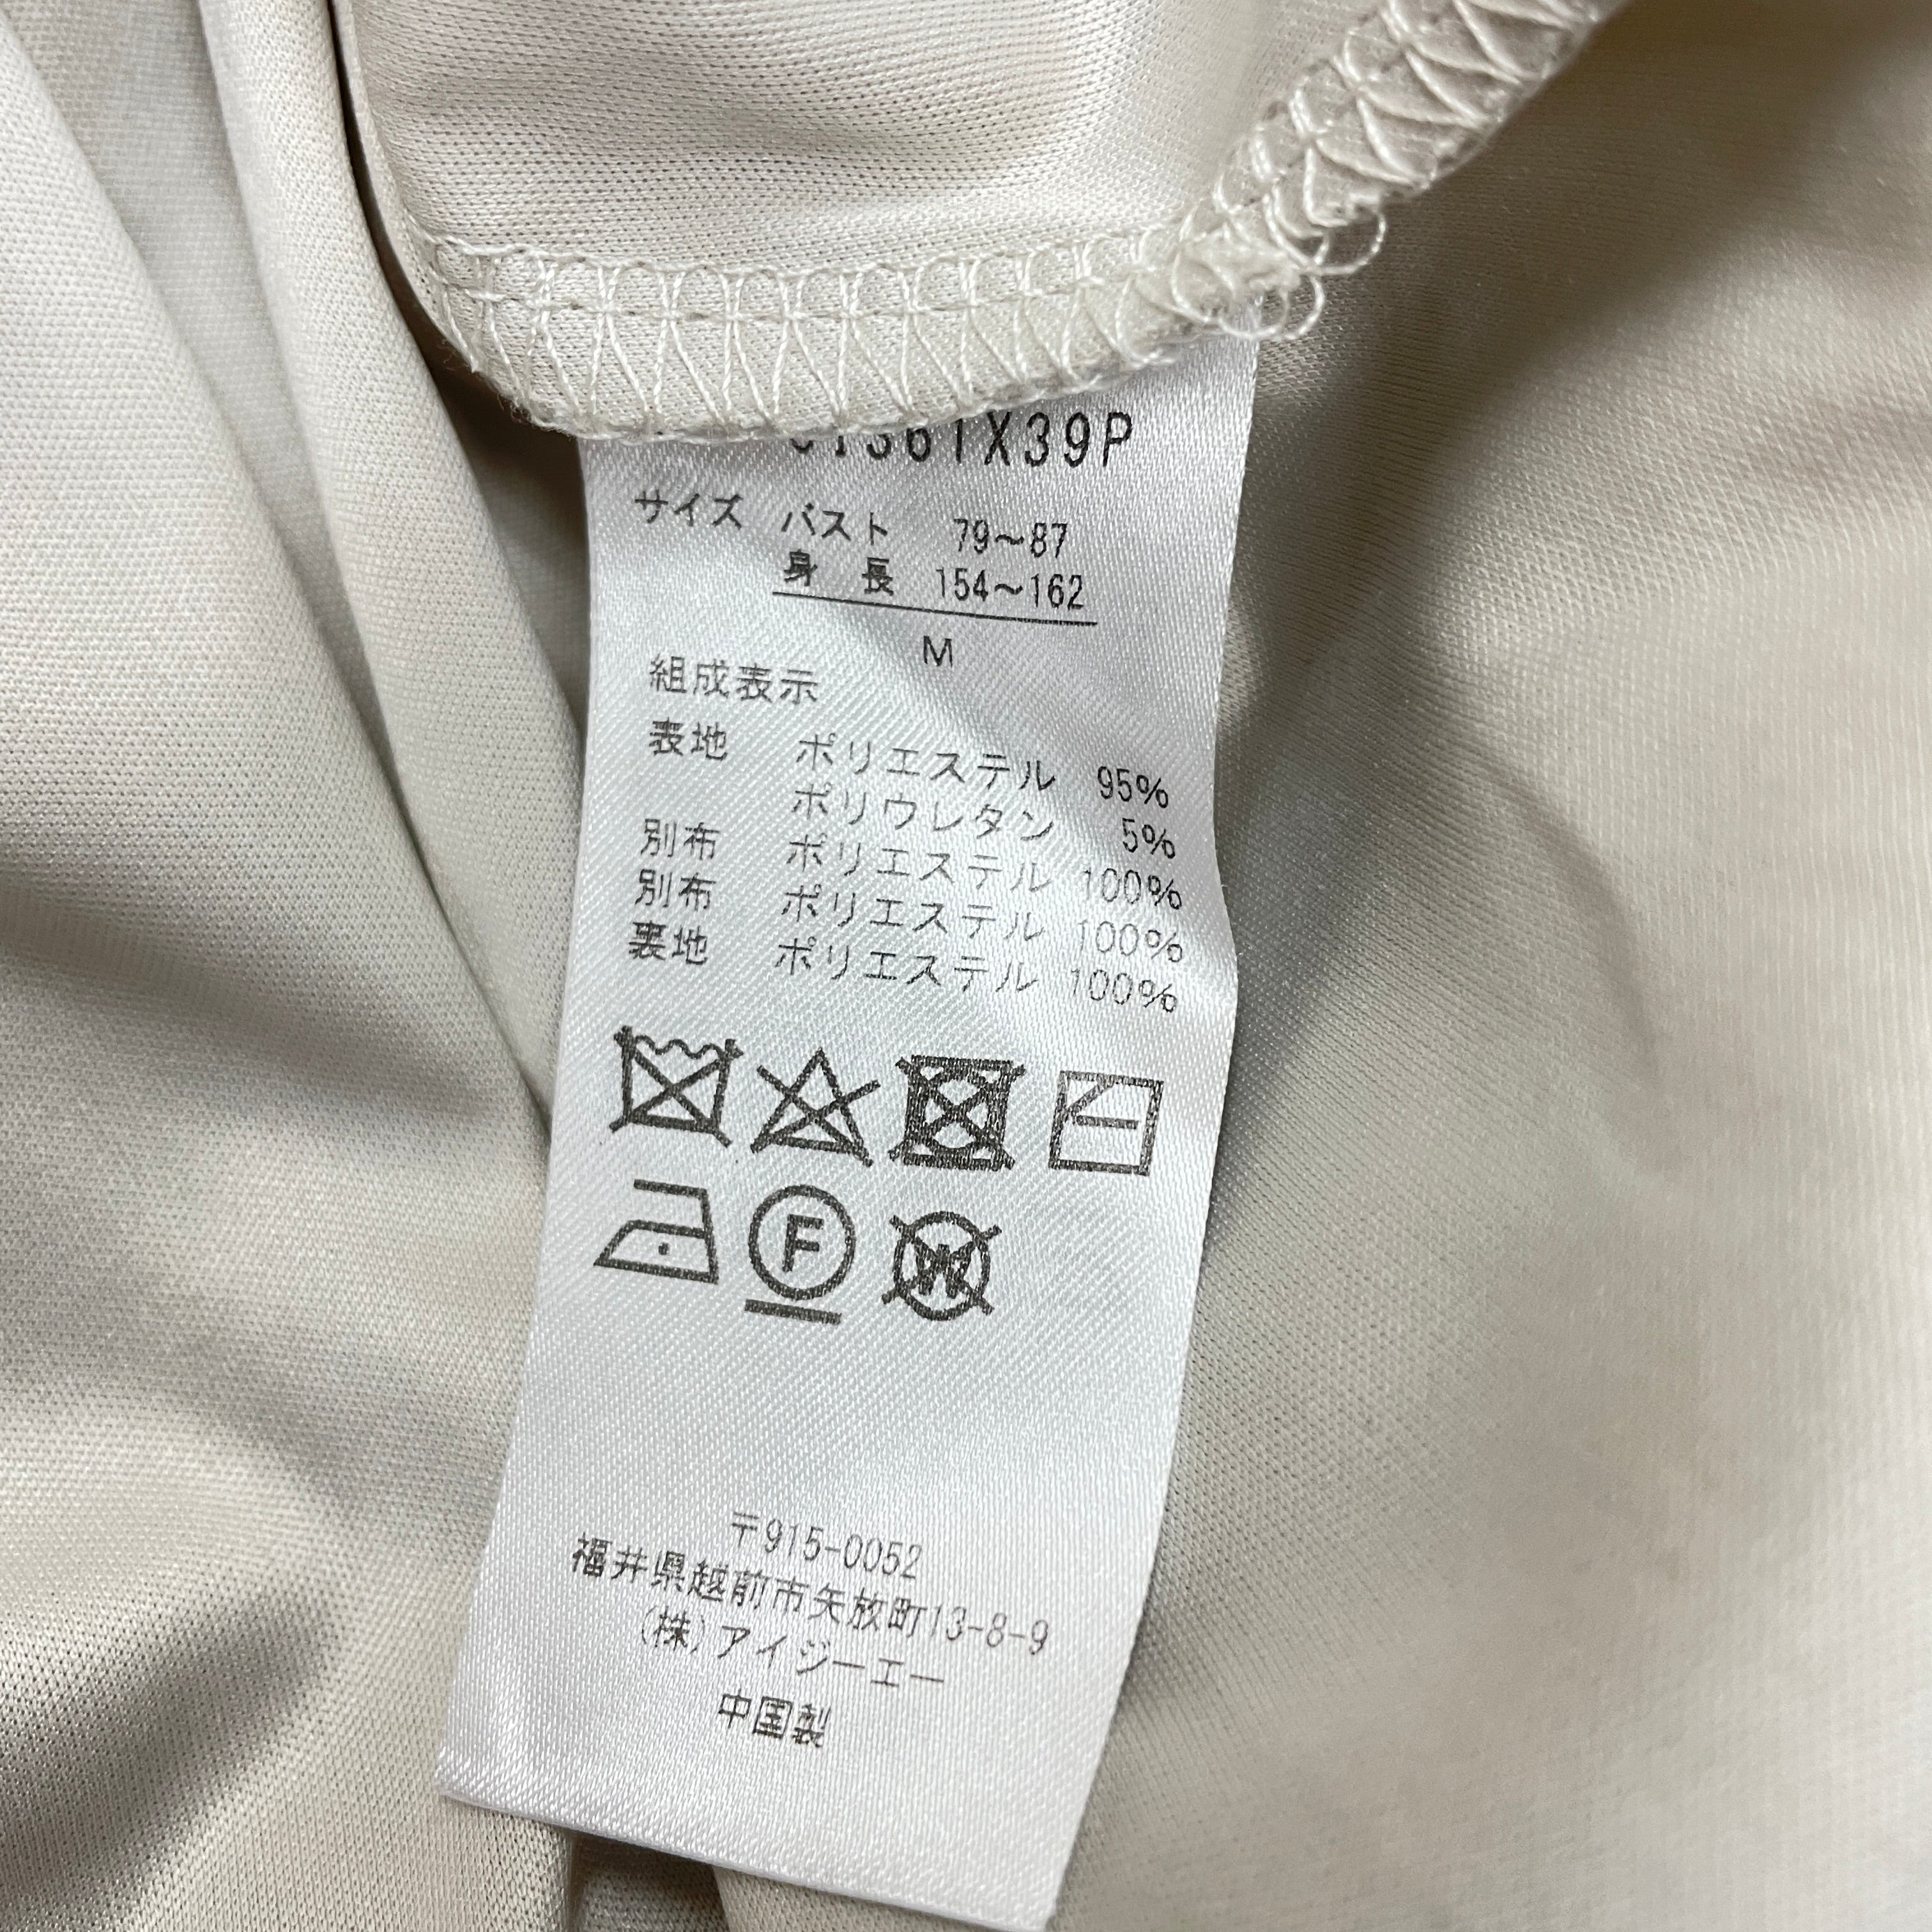 サイズ バスト 79～87
身 長 154～162
M
組成表示
表地 ポリエステル 95%
ポリウレタン 5%
別布 ポリエステル 100%
別布 ポリエステル 100%
裏地 ポリエステル 100%
F
W
〒915-0052
福井県越前市矢放町13-8-9
(株)アイジーエー
中国製